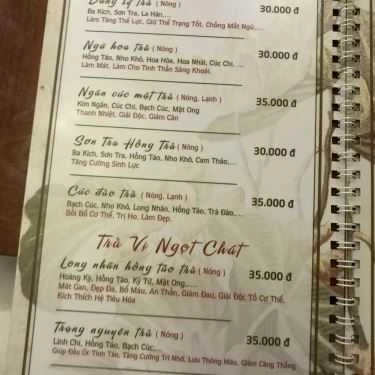 Dũng sỹ Trà ( Nóng ) 30.000 đ
Ba Kích, Sơn Tra, La Hán,...
Làm Tăng Thể Lực, Giữ Thể Trạng Tốt, Chống Mất Ngủ,...
Ngũ hoa Trà ( Nóng ) 30.000 đ
Hồng Táo, Nho Khô, Hoa Hòe, Hoa Nhài, Cúc Chi, ...
Làm Mát, Làm Cho Tinh Thần Sảng Khoái.
Ngân cúc mật Trà ( Nóng, Lạnh ) 35.000 đ
Kim Ngân, Cúc Chi, Bạch Cúc, Mật Ong
Thanh Nhiệt, Giải Độc, Giảm Cân
Sơn Tra Hồng Trà ( Nóng ) 30.000 đ
Ba Kích, Sơn Tra, Hồng Táo, Nho Khô, Cam Thảo,...
Tăng Cường Sinh Lực
Cúc đào Trà ( Nóng, Lạnh ) 35.000 đ
Bạch Cúc, Nho Khô, Long Nhãn, Hồng Táo, Trà Đào,...
Bồi Bổ Cơ Thể, Trị Ho, Làm Đẹp.
Trà Vị Ngọt Chát
Long nhãn hồng táo Trà ( Nóng ) 35.000 đ
Hoàng Kỳ, Hồng Táo, Kỷ Tử, Mật Ong,...
Mát Gan, Đẹp Da, Bổ Máu, An Thần, Giảm Đau, Giải Độc, Tố Cơ Thể,
Kích Thích Hệ Tiêu Hóa
Trạng nguyên Trà ( Nóng ) 35.000 đ
Linh Chi, Hồng Táo, Bạch Cúc,...
Giúp Đầu Óc Tỉnh Táo, Tăng Cường Trí Nhớ, Lưu Thông Máu, Giảm Căng Thẳng